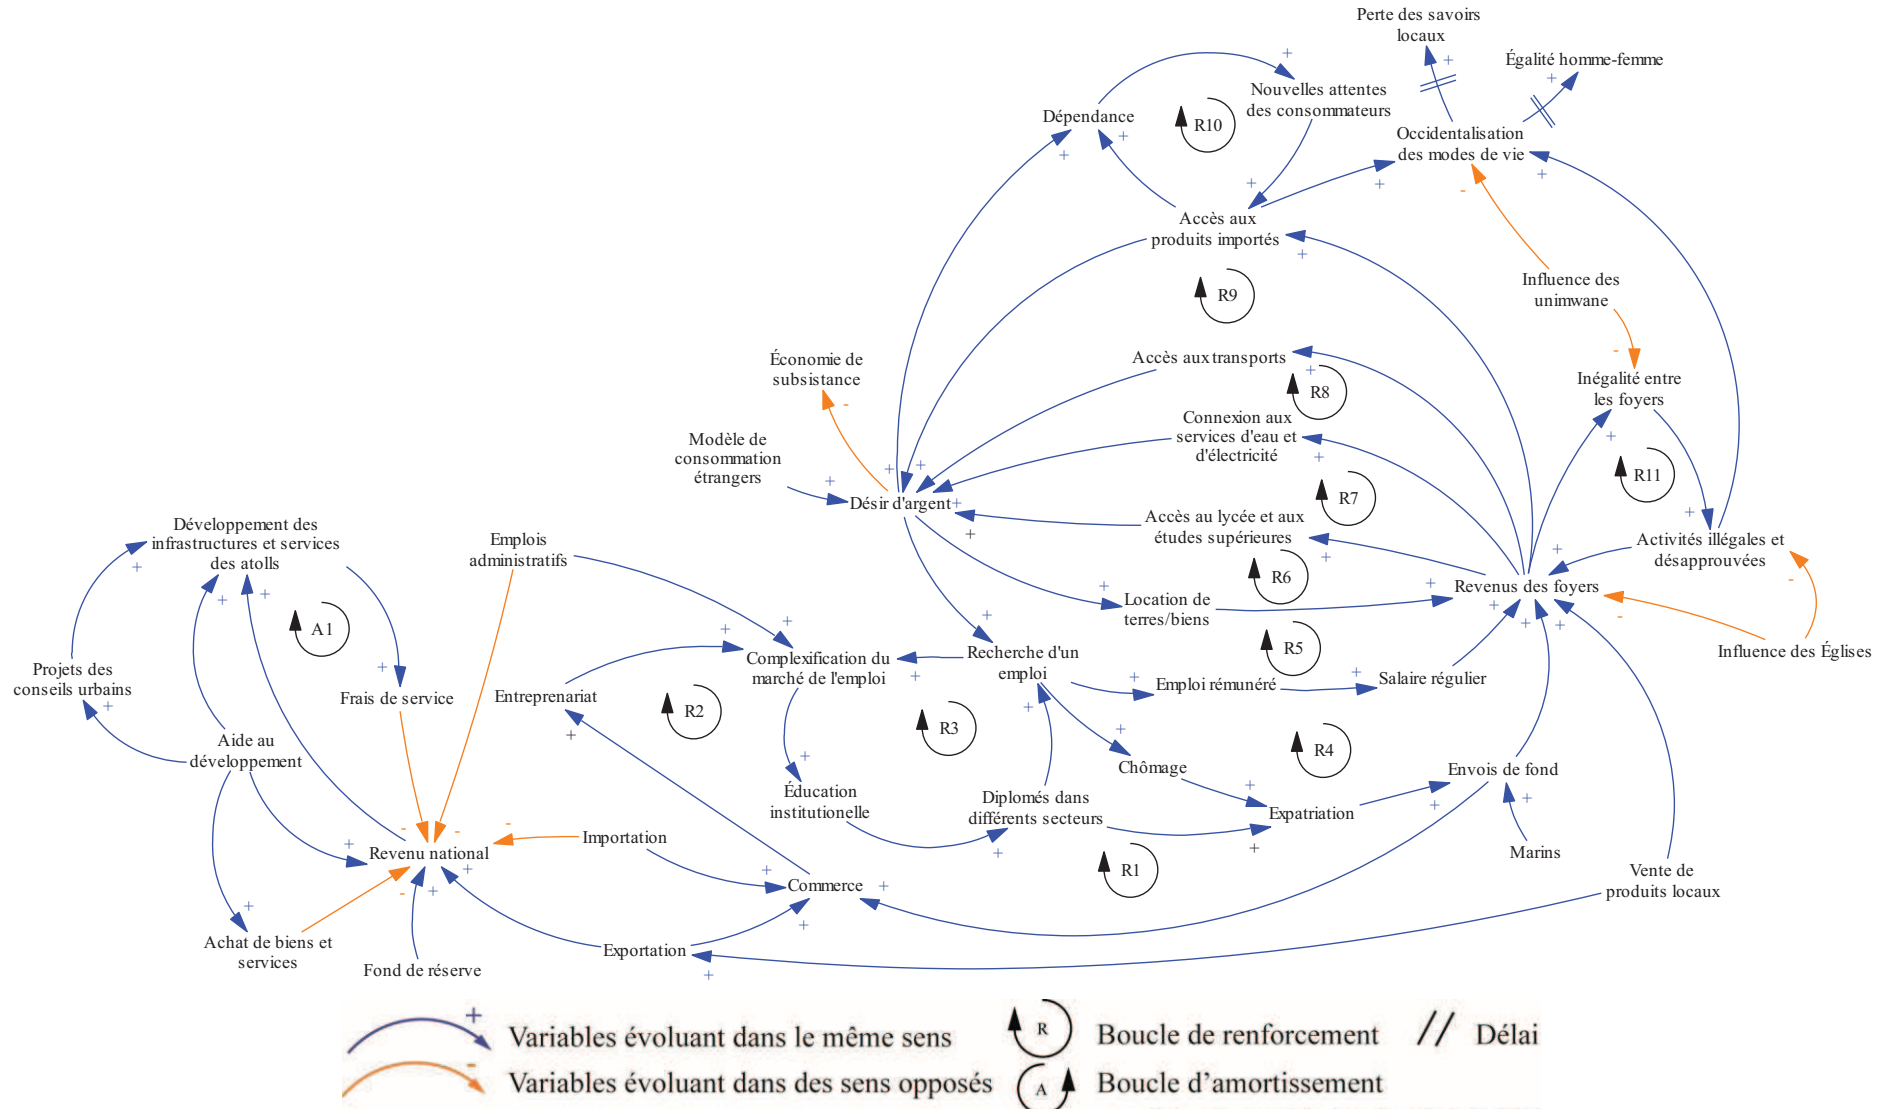 Perte des savoirs
locaux
Égalité homme-femme
Nouvelles attentes
des consommateurs
Dépendance
R10
Occidentalisation
des modes de vie
Accès aux
produits importés
R9
Influence des
unimwane
Économie de
subsistance
Accès aux transports
R8
Inégalité entre
les foyers
Connexion aux
services d'eau et
d'électricité
Modèle de
consommation
étrangers
R7
R11
Désir d'argent
Accès au lycée et aux
études supérieures
Activités illégales et
désapprouvées
Développement des
infrastructures et services
des atolls
Emplois
administratifs
R6
Revenus des foyers
Location de
terres/biens
A1
R5
Influence des Églises
Projets des
conseils urbains
Frais de service
Entreprenariat
Complexification du
marché de l'emploi
Recherche d'un
emploi
Emploi rémunéré
Salaire régulier
R2
R3
R4
Aide au
développement
Chômage
Envois de fond
Éducation
institutionelle
Diplomés dans
différents secteurs
Expatriation
Importation
Revenu national
Marins
Commerce
R1
Vente de
produits locaux
Achat de biens et
services
Fond de réserve
Exportation
+ Variables évoluant dans le même sens
R Boucle de renforcement
// Délai
- Variables évoluant dans des sens opposés
A Boucle d’amortissement